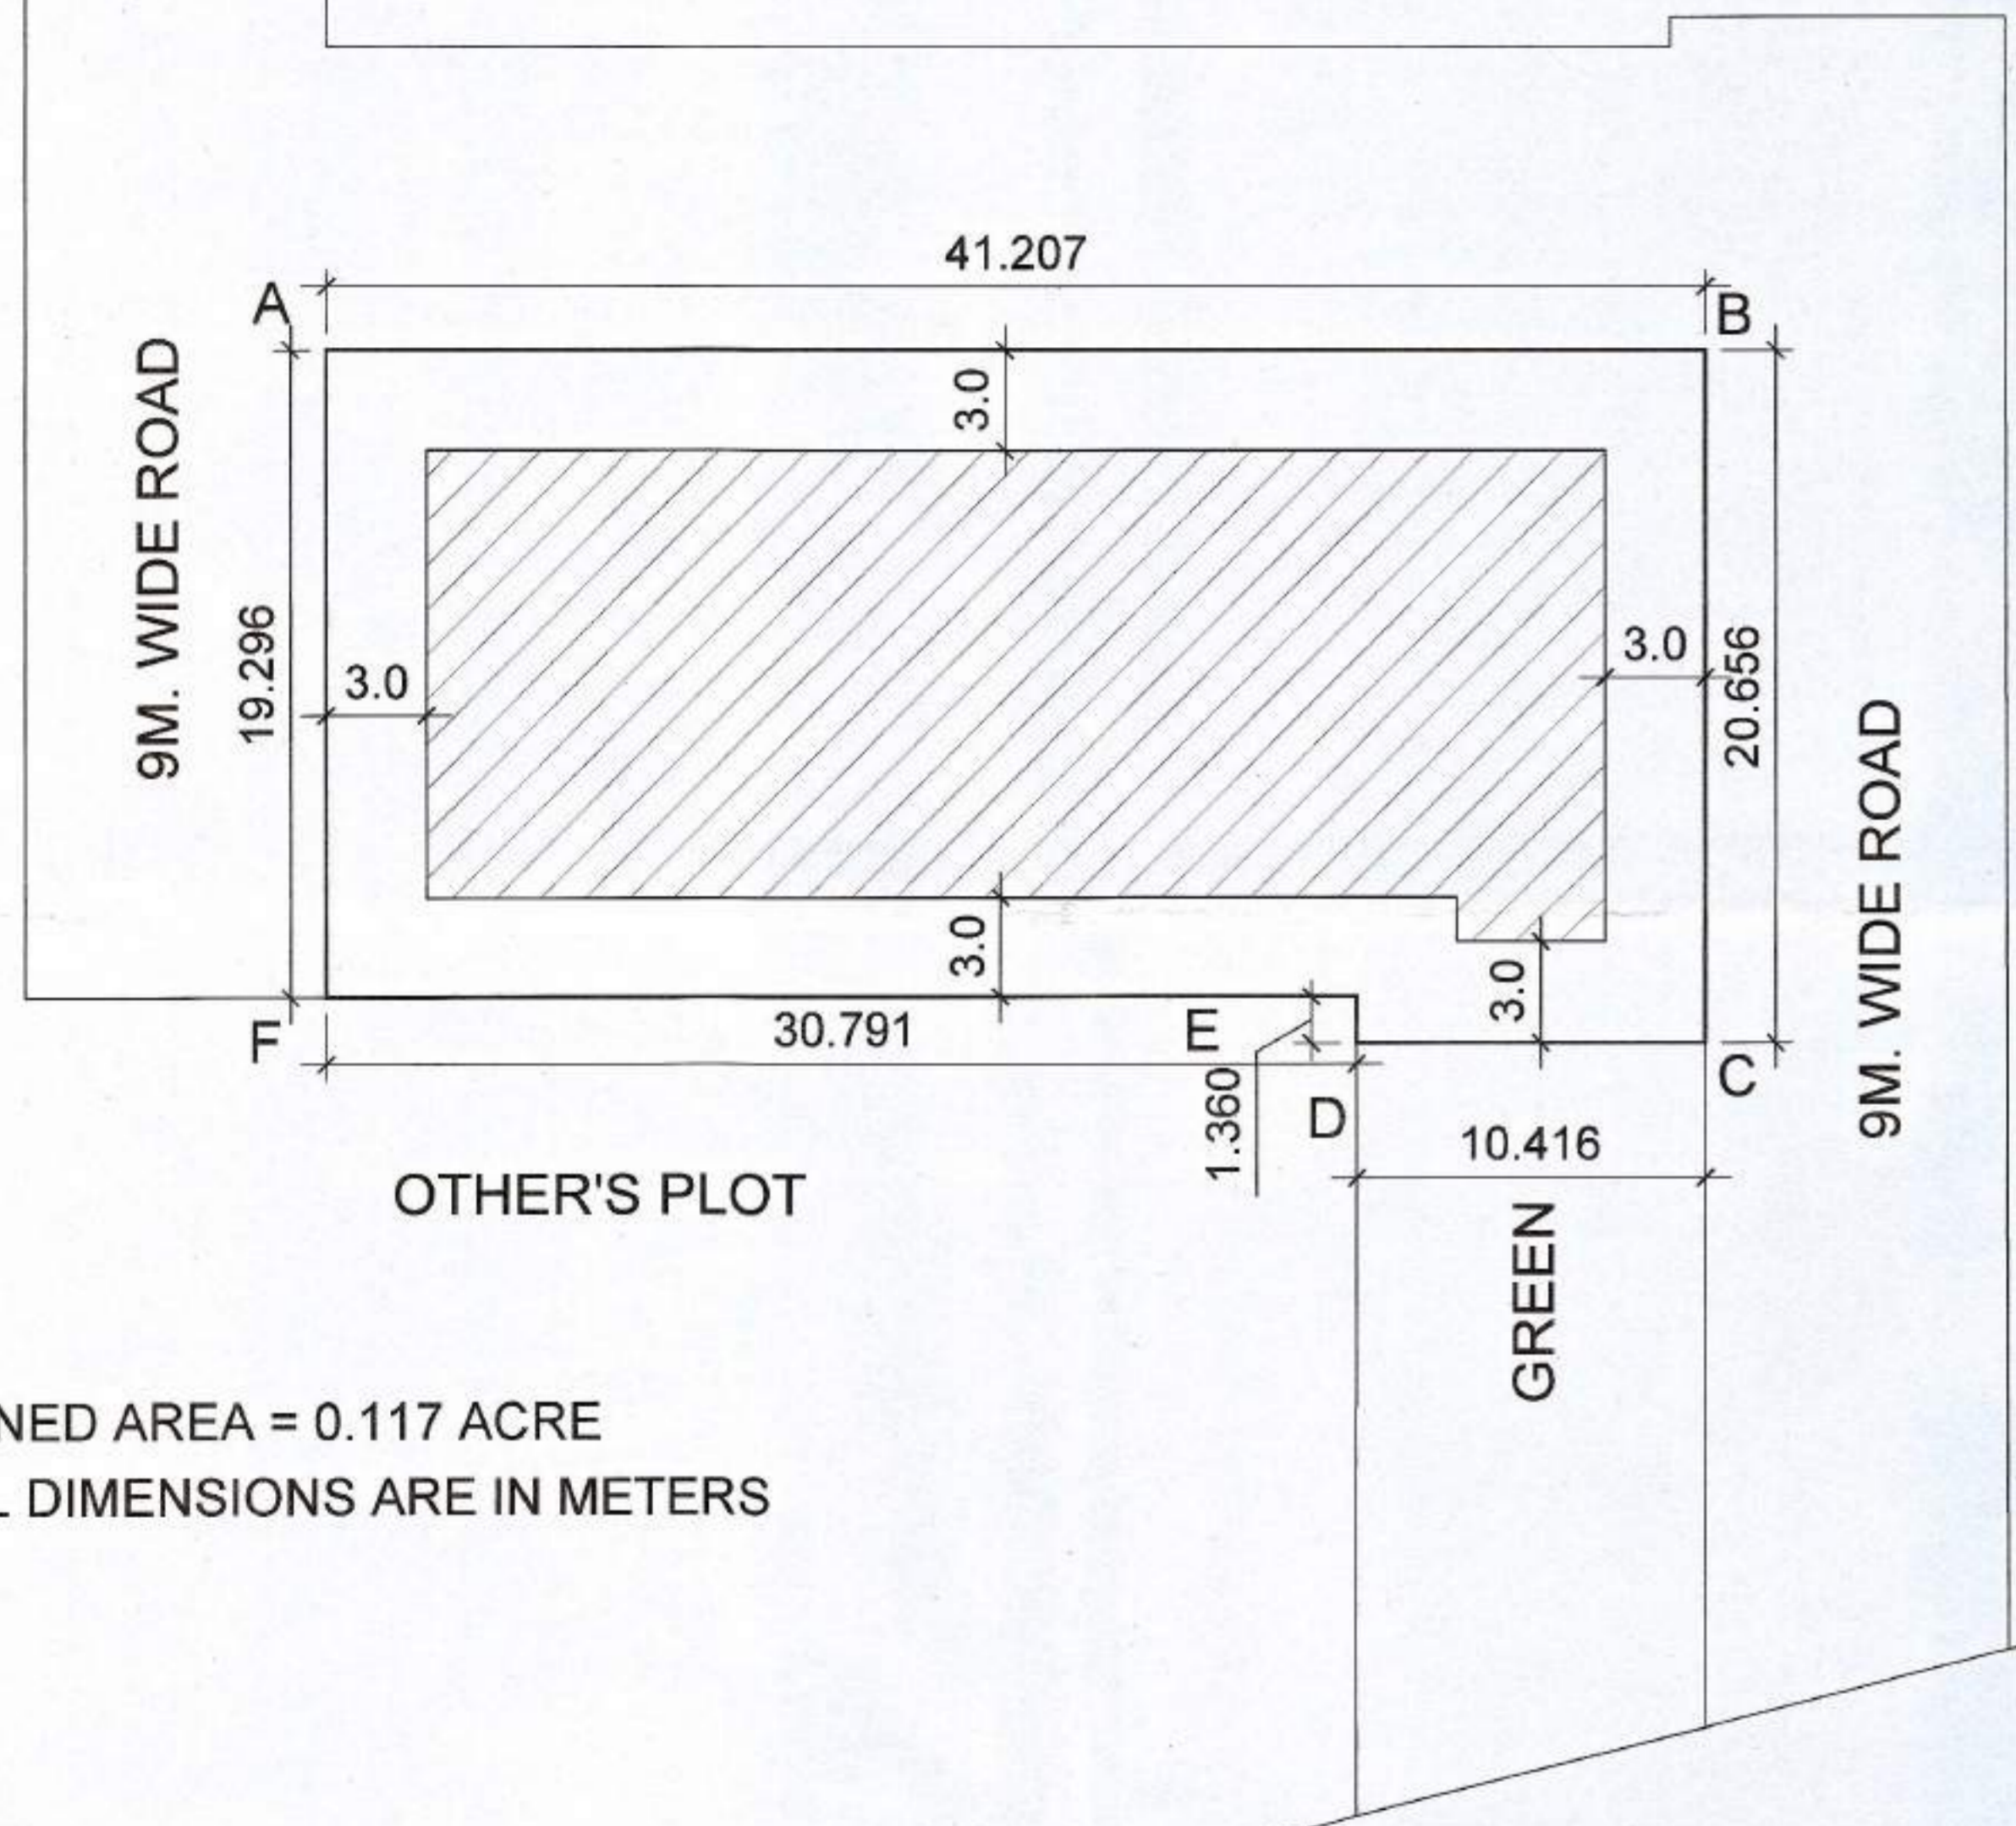 41.207
A
B
9M. WIDE ROAD
3.0
19.296
3.0
3.0
20.656
9M. WIDE ROAD
3.0
3.0
F
30.791
E
1.360
D
C
10.416
OTHER'S PLOT
GREEN
NED AREA = 0.117 ACRE
DIMENSIONS ARE IN METERS